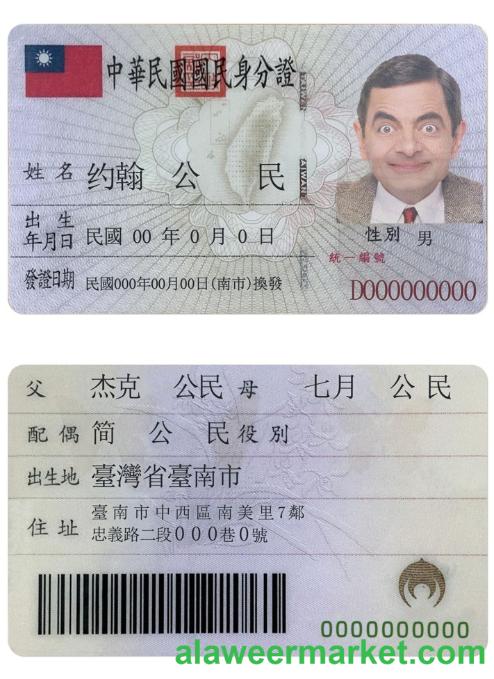 中華民國國民身分證
姓名 约翰 公 民
出生
年月日 民國 00 年 0 月 0 日
性別 男
發證日期 民國000年00月00日(南市)換發
統一編號
D000000000
TAIWAN
父 杰克 公民 母 七月 公民
配偶 简 公 民 役別
出生地 臺灣省臺南市
住址 臺南市中西區南美里7鄰
忠義路二段000巷0號
0000000000
alaweermarket.com